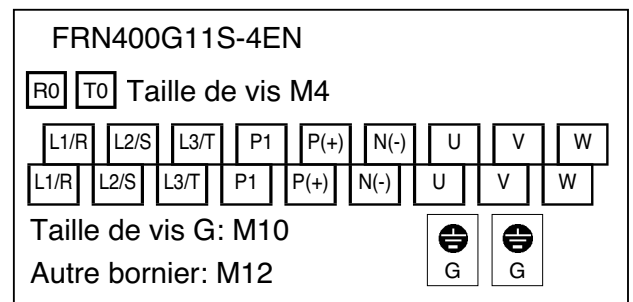 FRN400G11S-4EN
R0 T0 Taille de vis M4
L1/R L2/S L3/T P1 P(+) N(-) U V W
L1/R L2/S L3/T P1 P(+) N(-) U V W
Taille de vis G: M10
Autre bornier: M12
G G